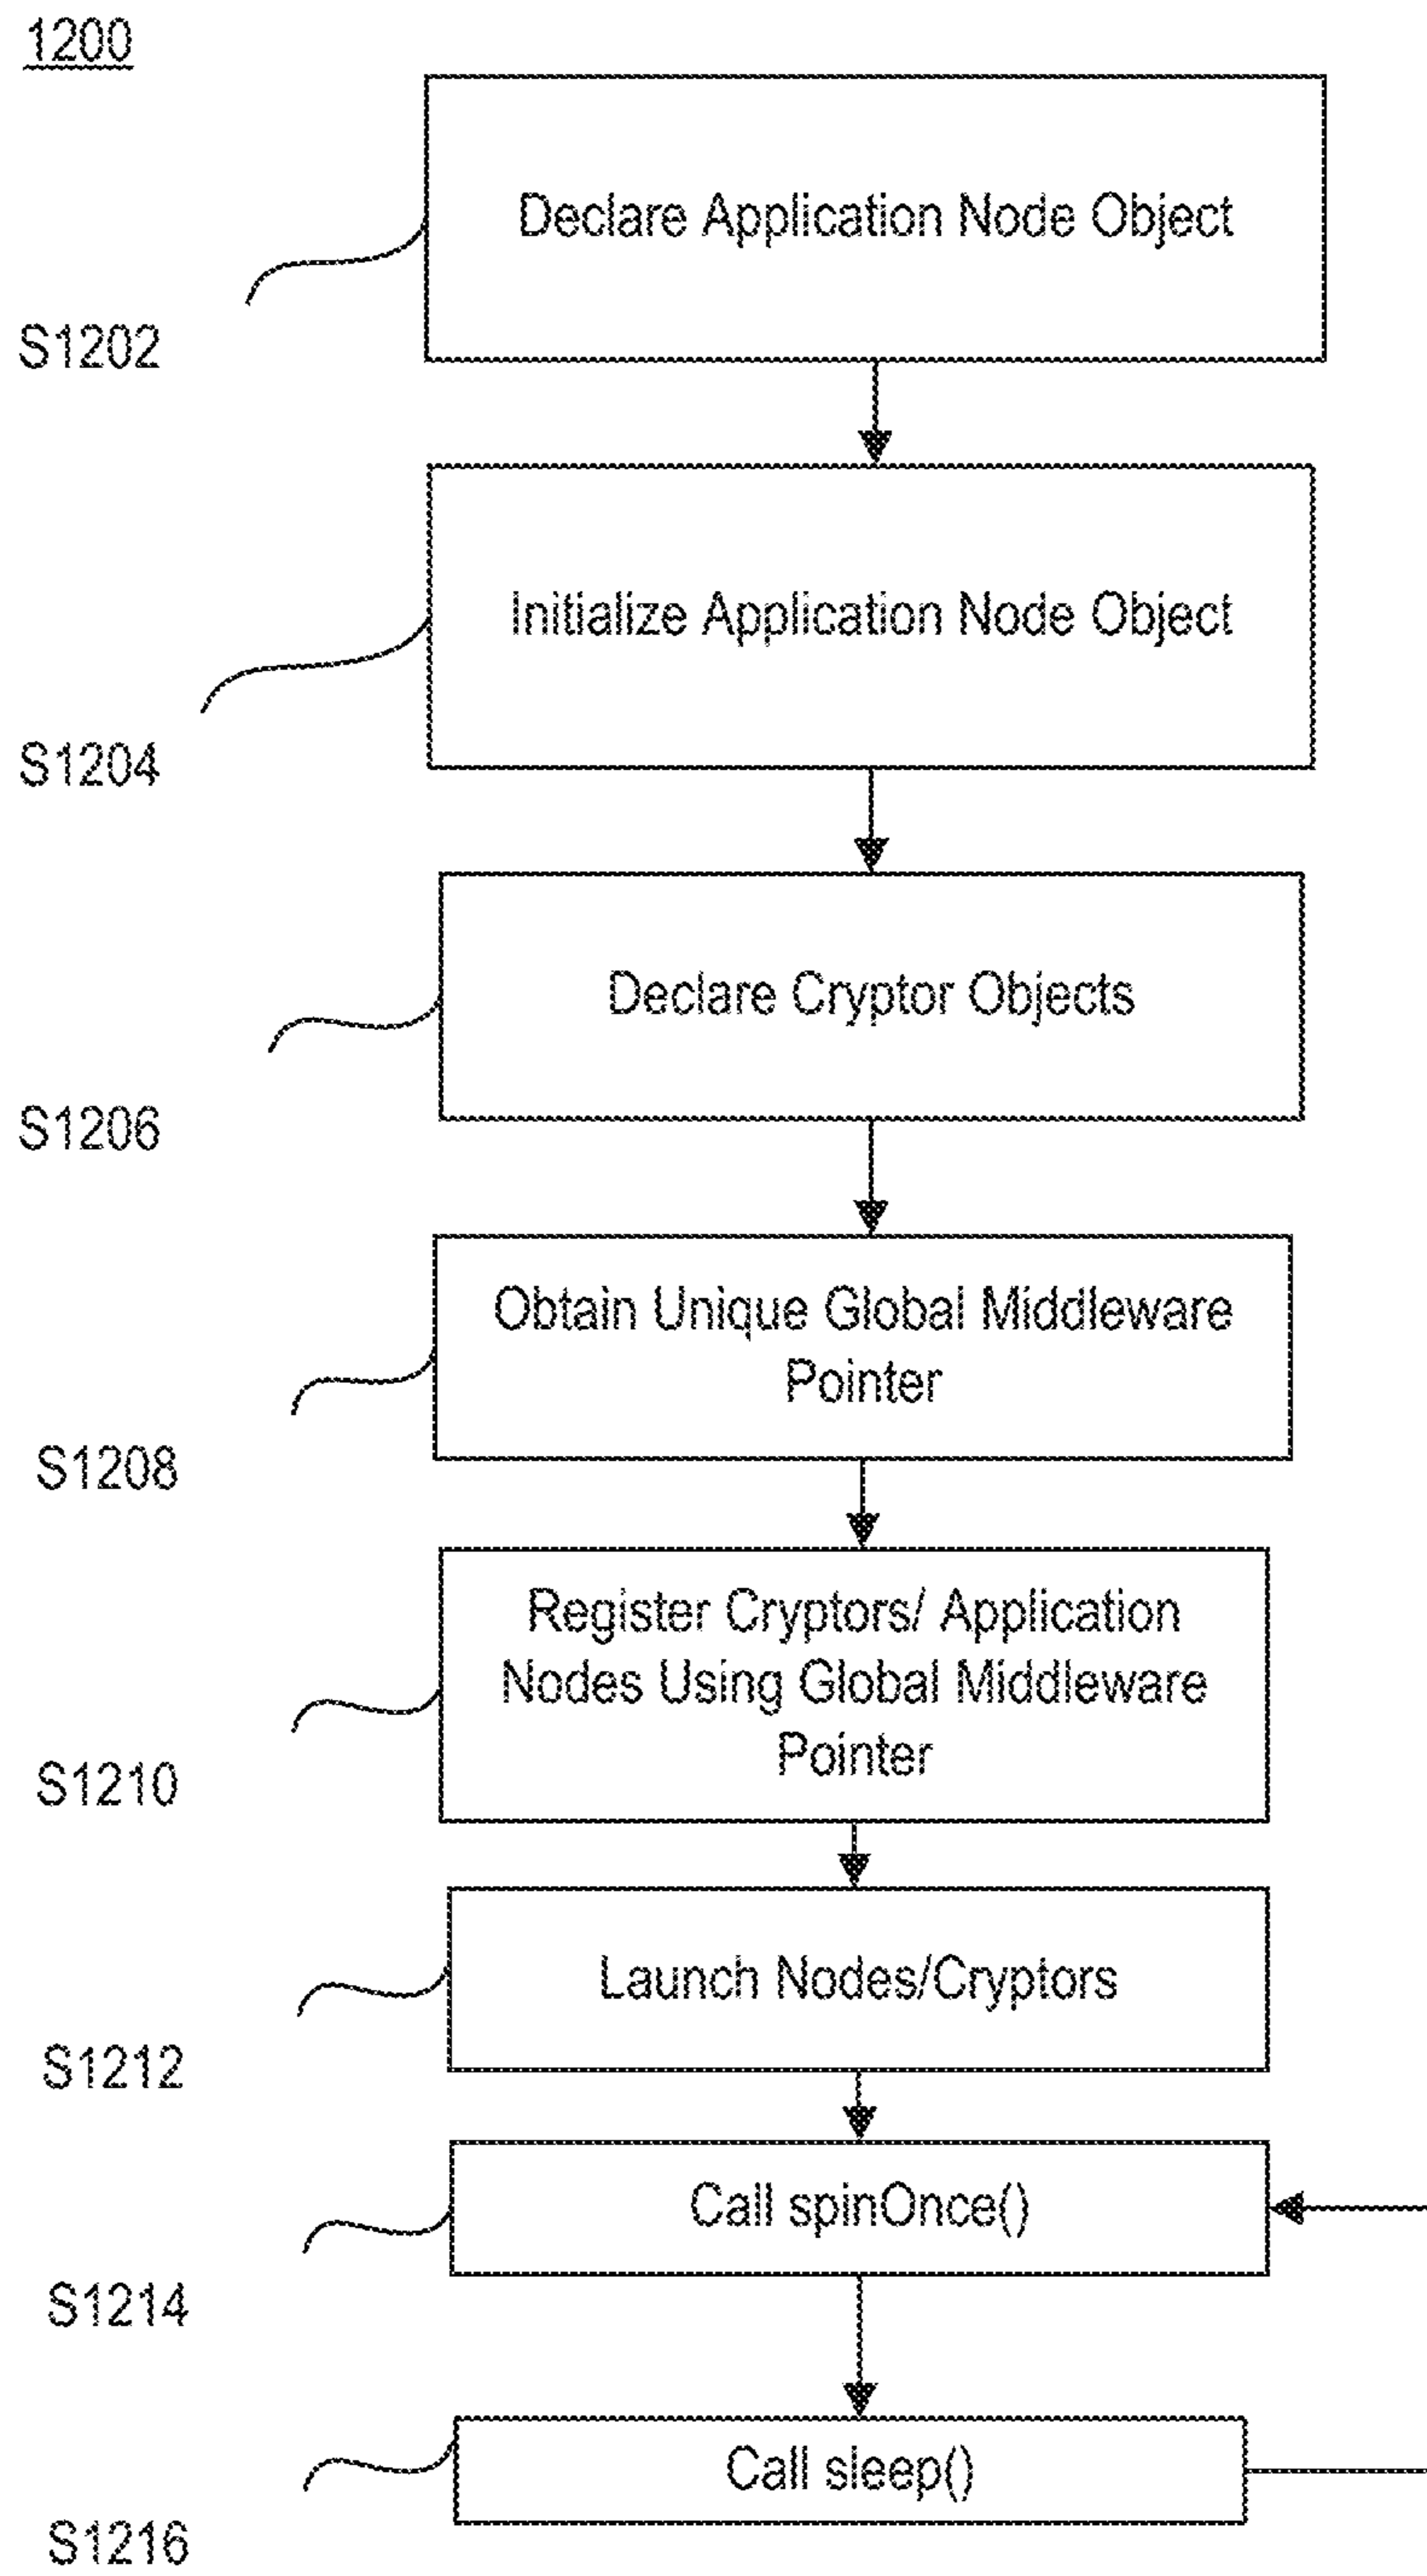 1200
Declare Application Node Object
S1202
Initialize Application Node Object
S1204
Declare Cryptor Objects
S1206
Obtain Unique Global Middleware
Pointer
S1208
Register Cryptors/ Application
Nodes Using Global Middleware
Pointer
S1210
Launch Nodes/Cryptors
S1212
Call spinOnce()
S1214
Call sleep()
S1216